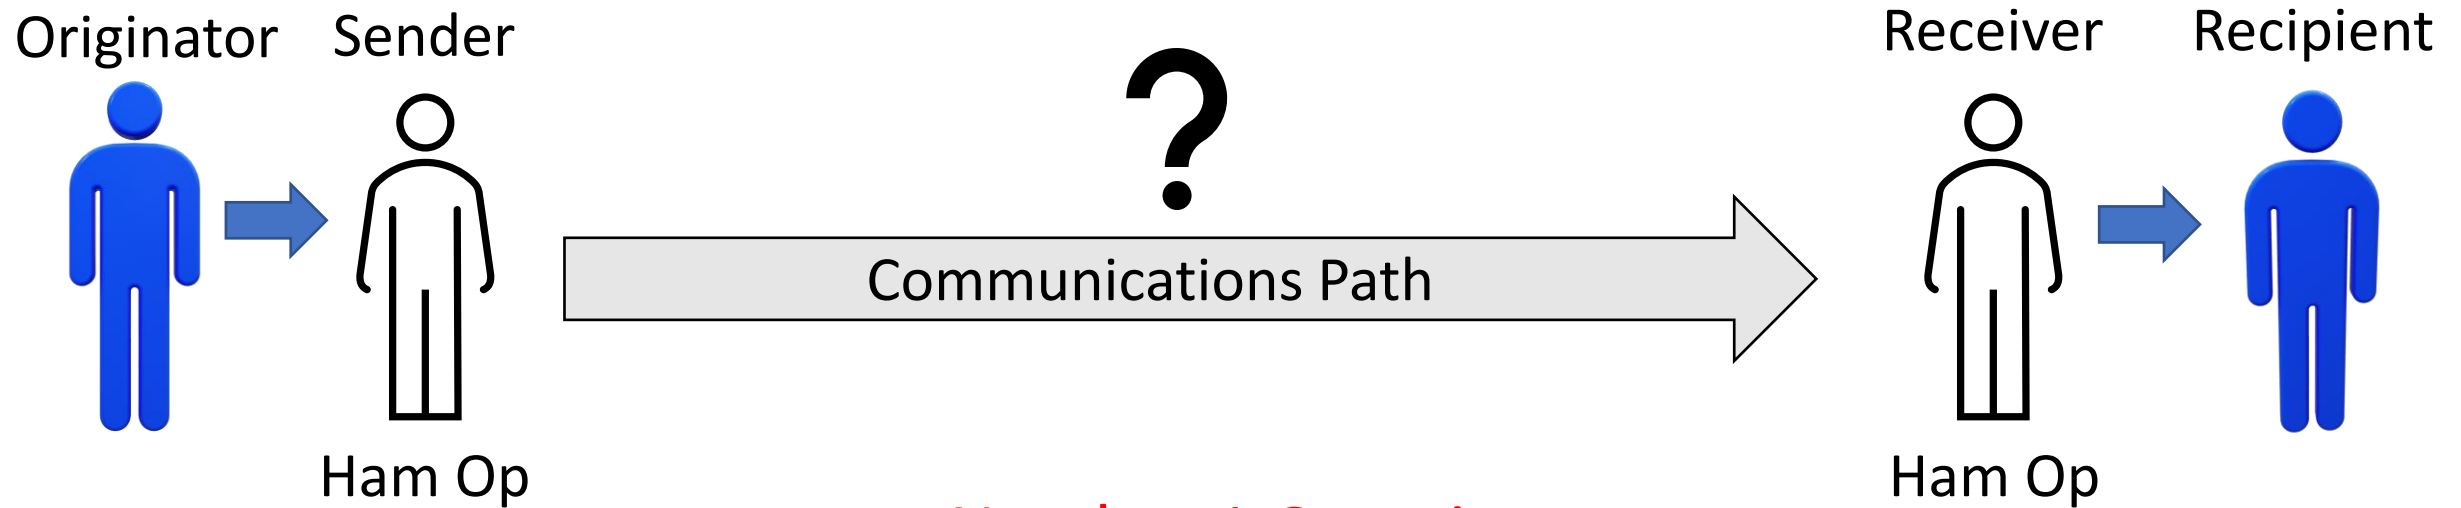 Originator
Sender
?
Receiver
Recipient
Communications Path
Ham Op
Ham Op